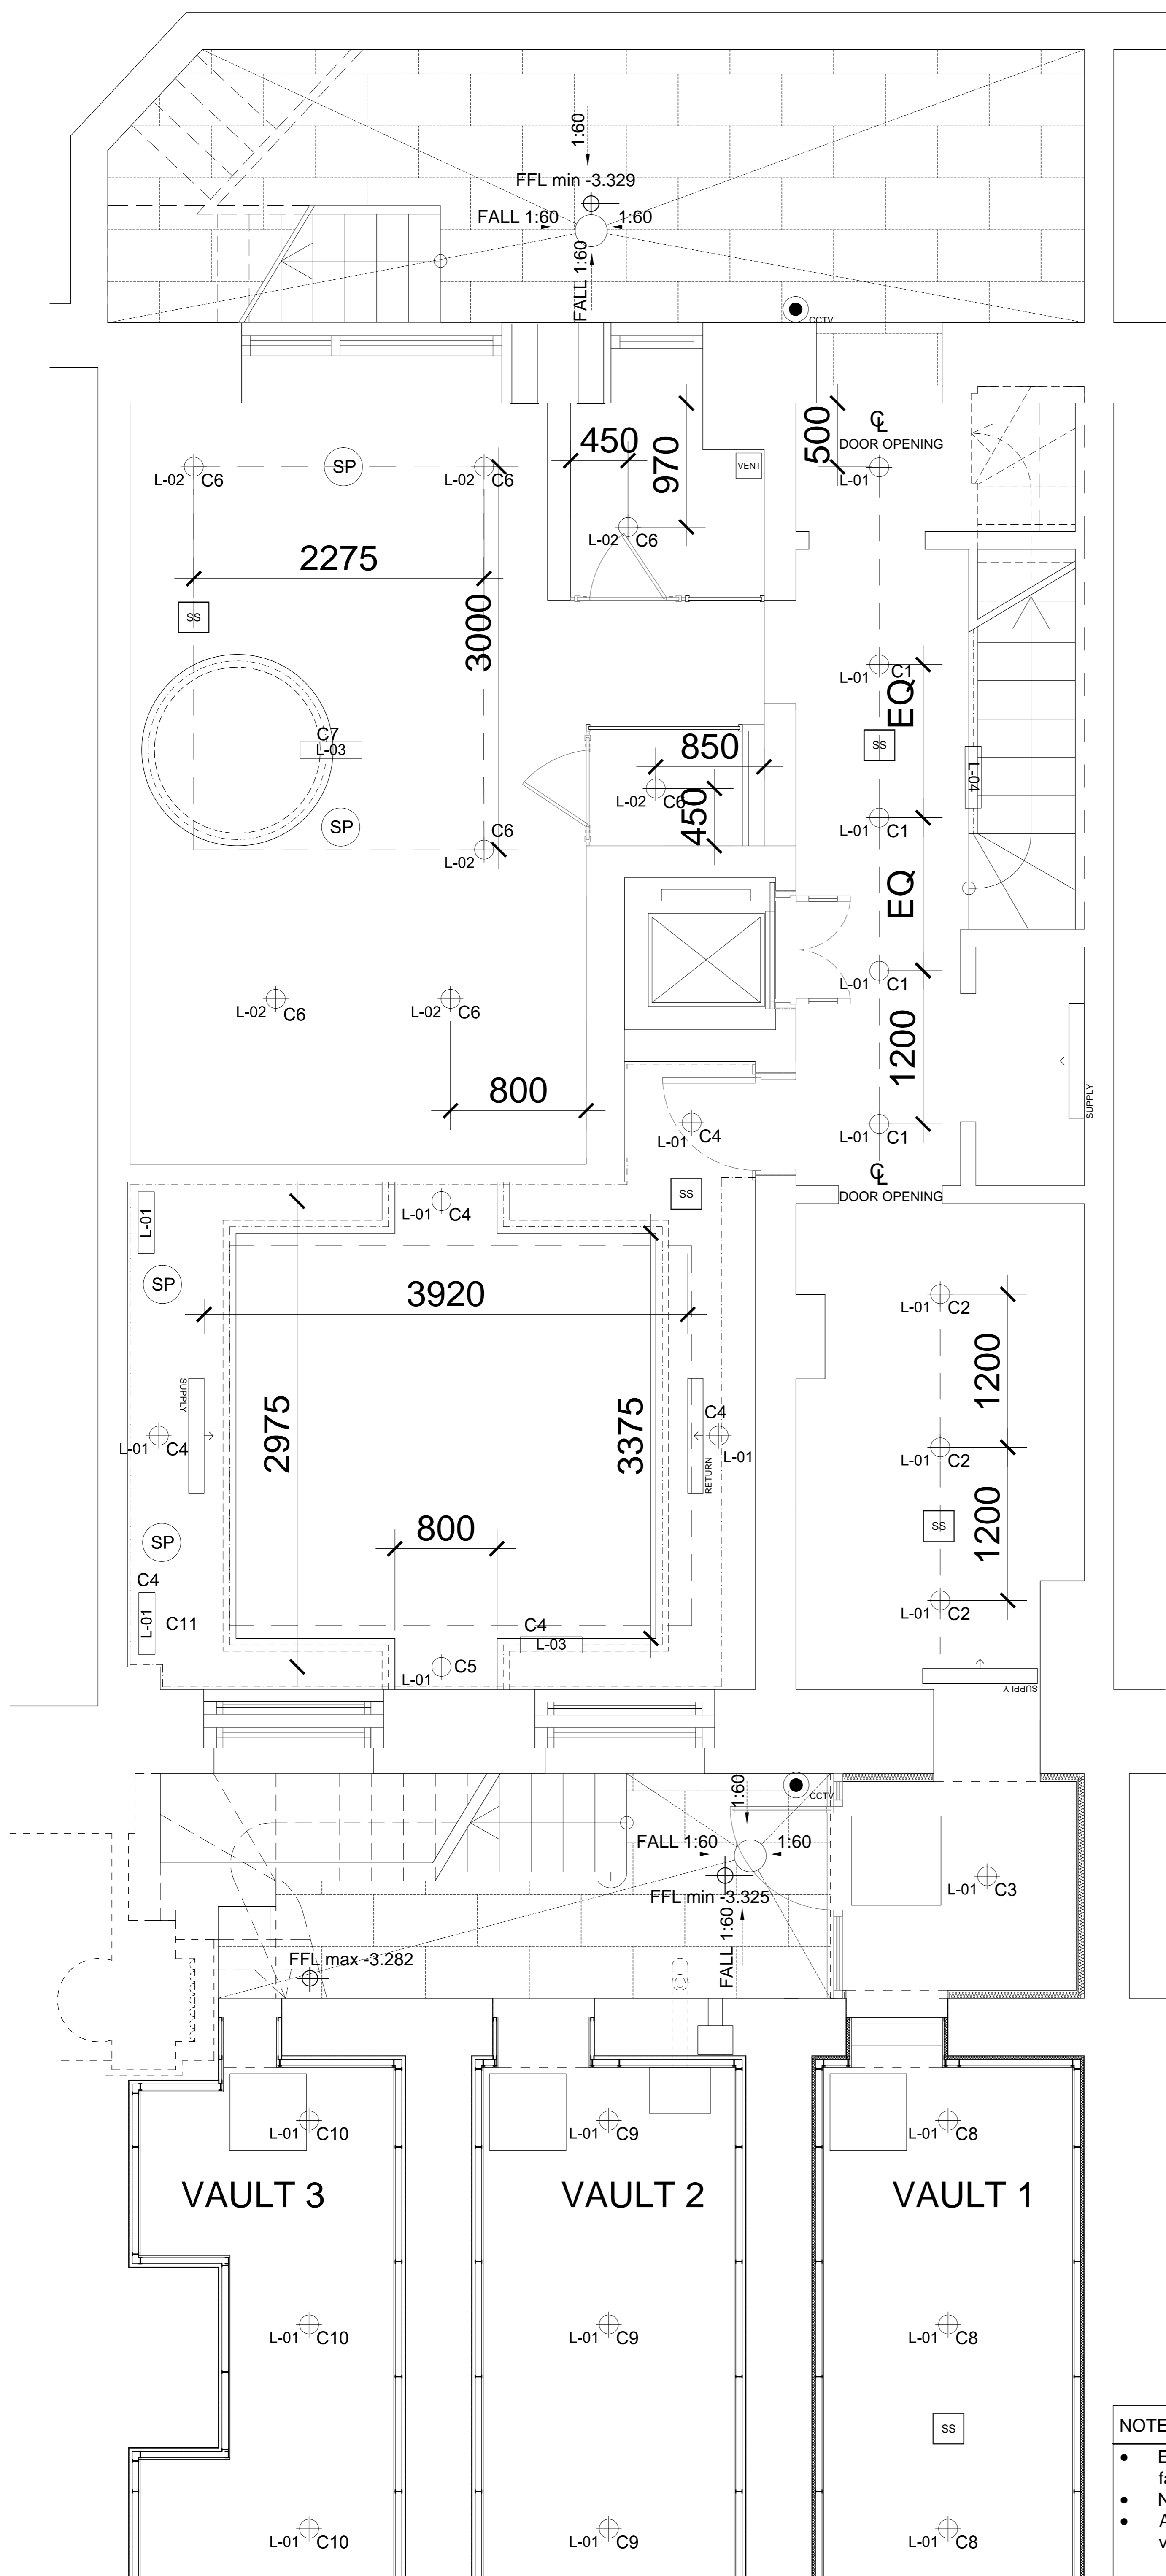 1:60
FFL min -3.329
FALL 1:60
1:60
FALL 1:60
CCTV
500
CL
DOOR OPENING
450
970
VENT
L-02 C6
SP
L-02 C6
L-01
L-02 C6
2275
3000
SS
L-01 C1
EQ
C7
L-03
850
SS
L-04
L-02 C6
450
SP
L-01 C1
C6
L-02
EQ
L-01 C1
L-02 C6
L-02 C6
1200
800
SUPPLY
L-01 C4
L-01 C1
CL
DOOR OPENING
SS
L-01
L-01 C4
SP
3920
L-01 C2
1200
SUPPLY
2975
3375
C4
L-01 C4
L-01
RETURN
L-01 C2
1200
800
SP
SS
C4
L-01
C11
C4
L-03
L-01 C2
L-01 C5
SUPPLY
1:60
CCTV
FALL 1:60
1:60
FFL min -3.325
FALL 1:60
L-01 C3
FFL max -3.282
L-01 C10
L-01 C9
L-01 C8
VAULT 3
VAULT 2
VAULT 1
L-01 C10
L-01 C9
L-01 C8
SS
L-01 C10
L-01 C9
L-01 C8
NOTE
• E
fa
• N
• A
v